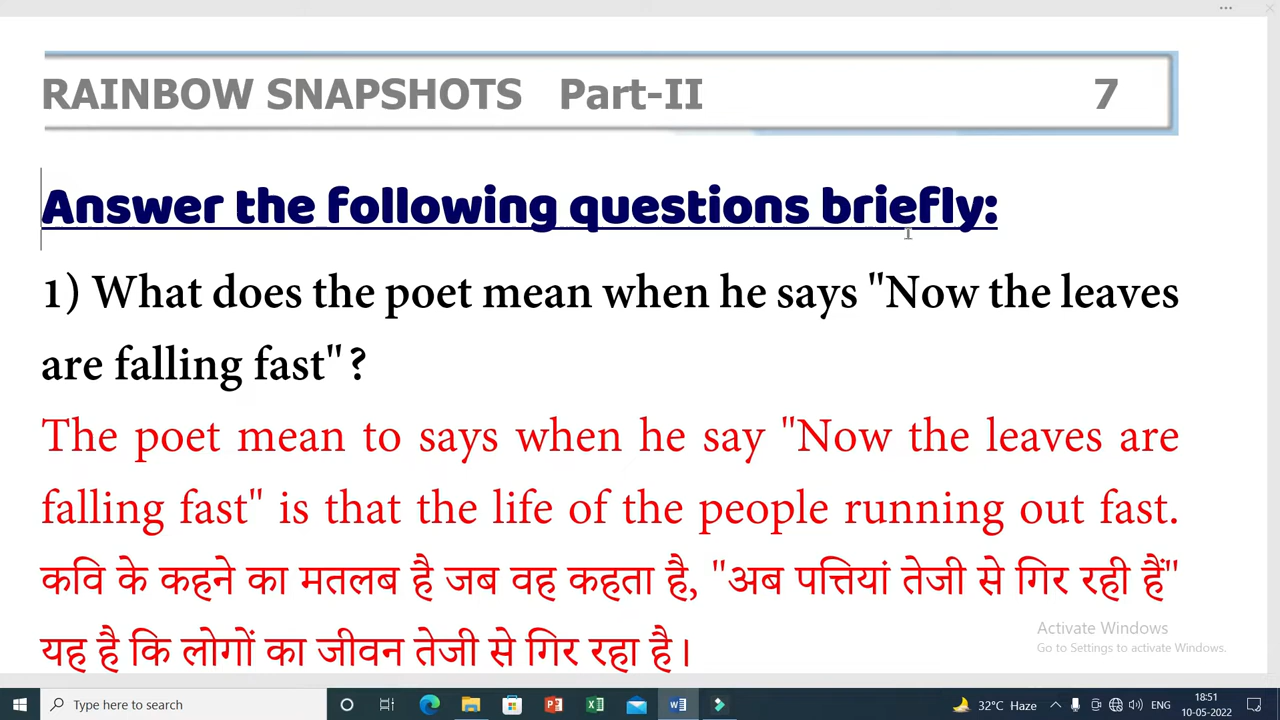 RAINBOW SNAPSHOTS Part-II 7
Answer the following questions briefly:
1) What does the poet mean when he says "Now the leaves
are falling fast"?
The poet mean to says when he say "Now the leaves are
falling fast" is that the life of the people running out fast.
कवि के कहने का मतलब है जब वह कहता है, "अब पत्तियां तेजी से गिर रही हैं"
यह है कि लोगों का जीवन तेजी से गिर रहा है।
Activate Windows
Go to Settings to activate Windows.
Type here to search
32°C Haze
ENG
18:51
10-05-2022